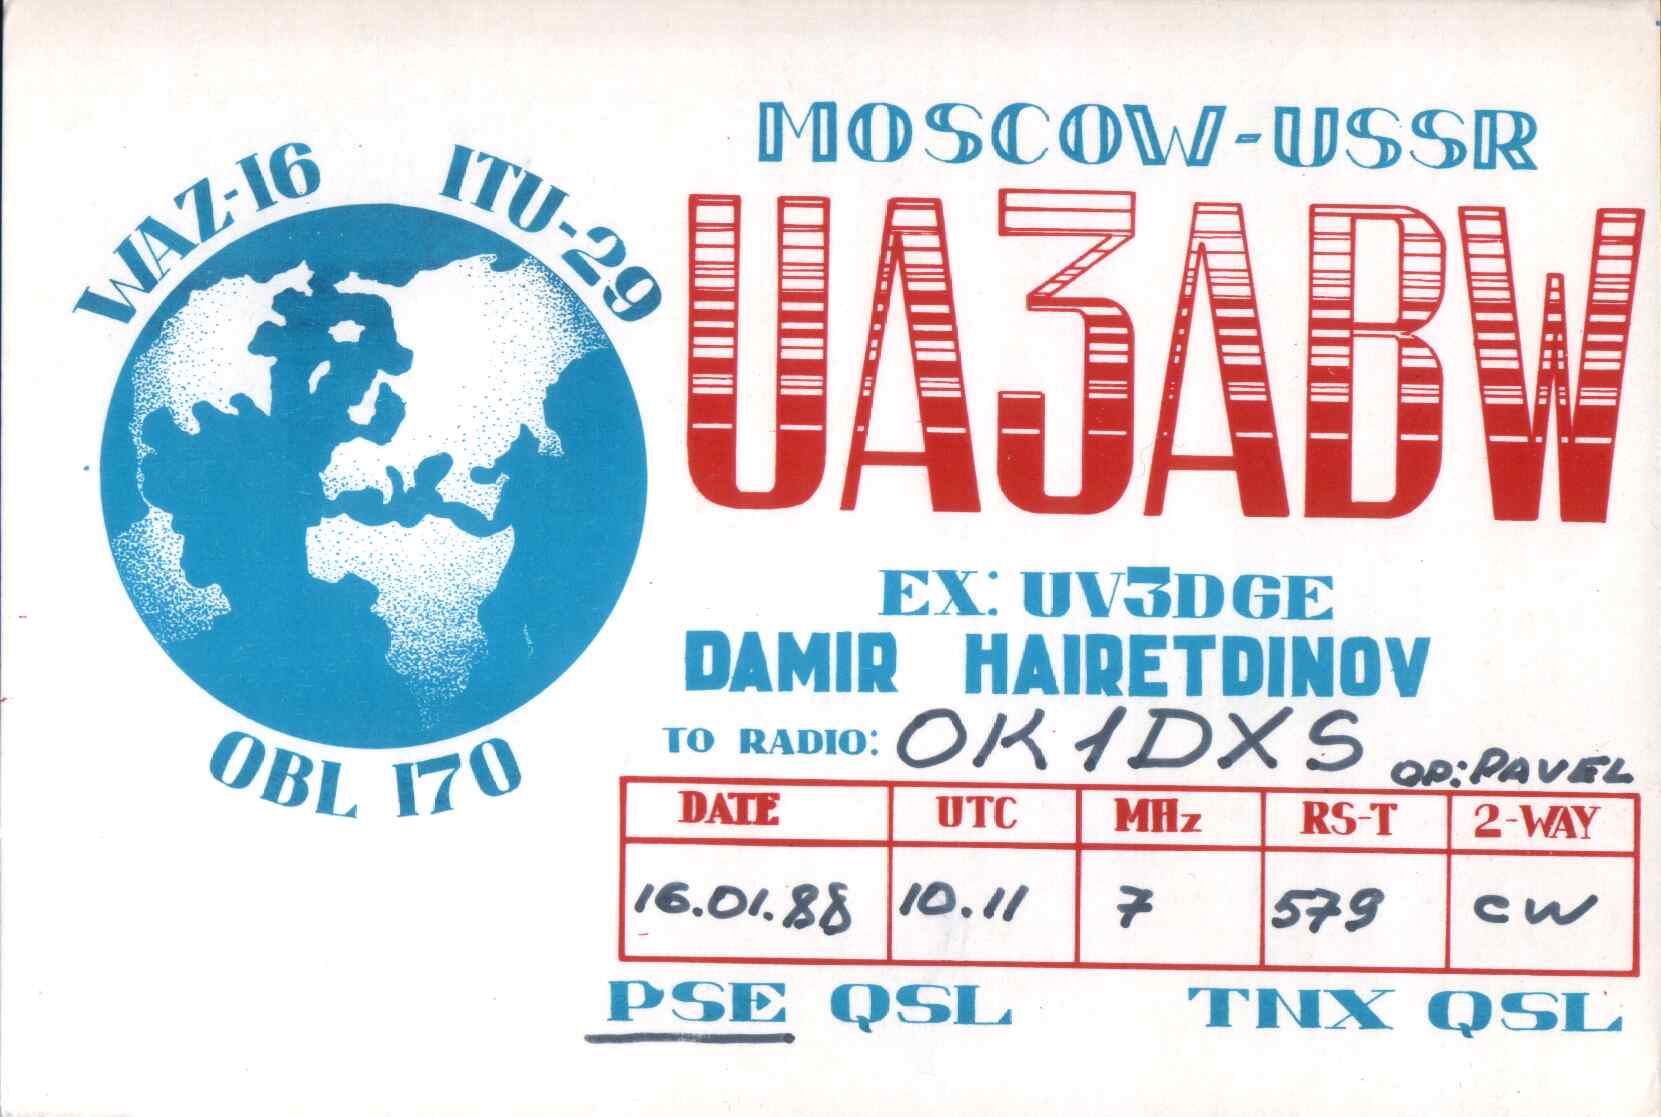 MOSCOW-USSR
WAZ-16 ITU-29
UA3ABW
EX: UV3DGE
DAMIR HAIRETDINOV
TO RADIO: OK1DXS OP: PAVEL
OBL 170
DATE UTC MHz RS-T 2-WAY
16.01.88 10.11 7 579 CW
PSE QSL TNX QSL